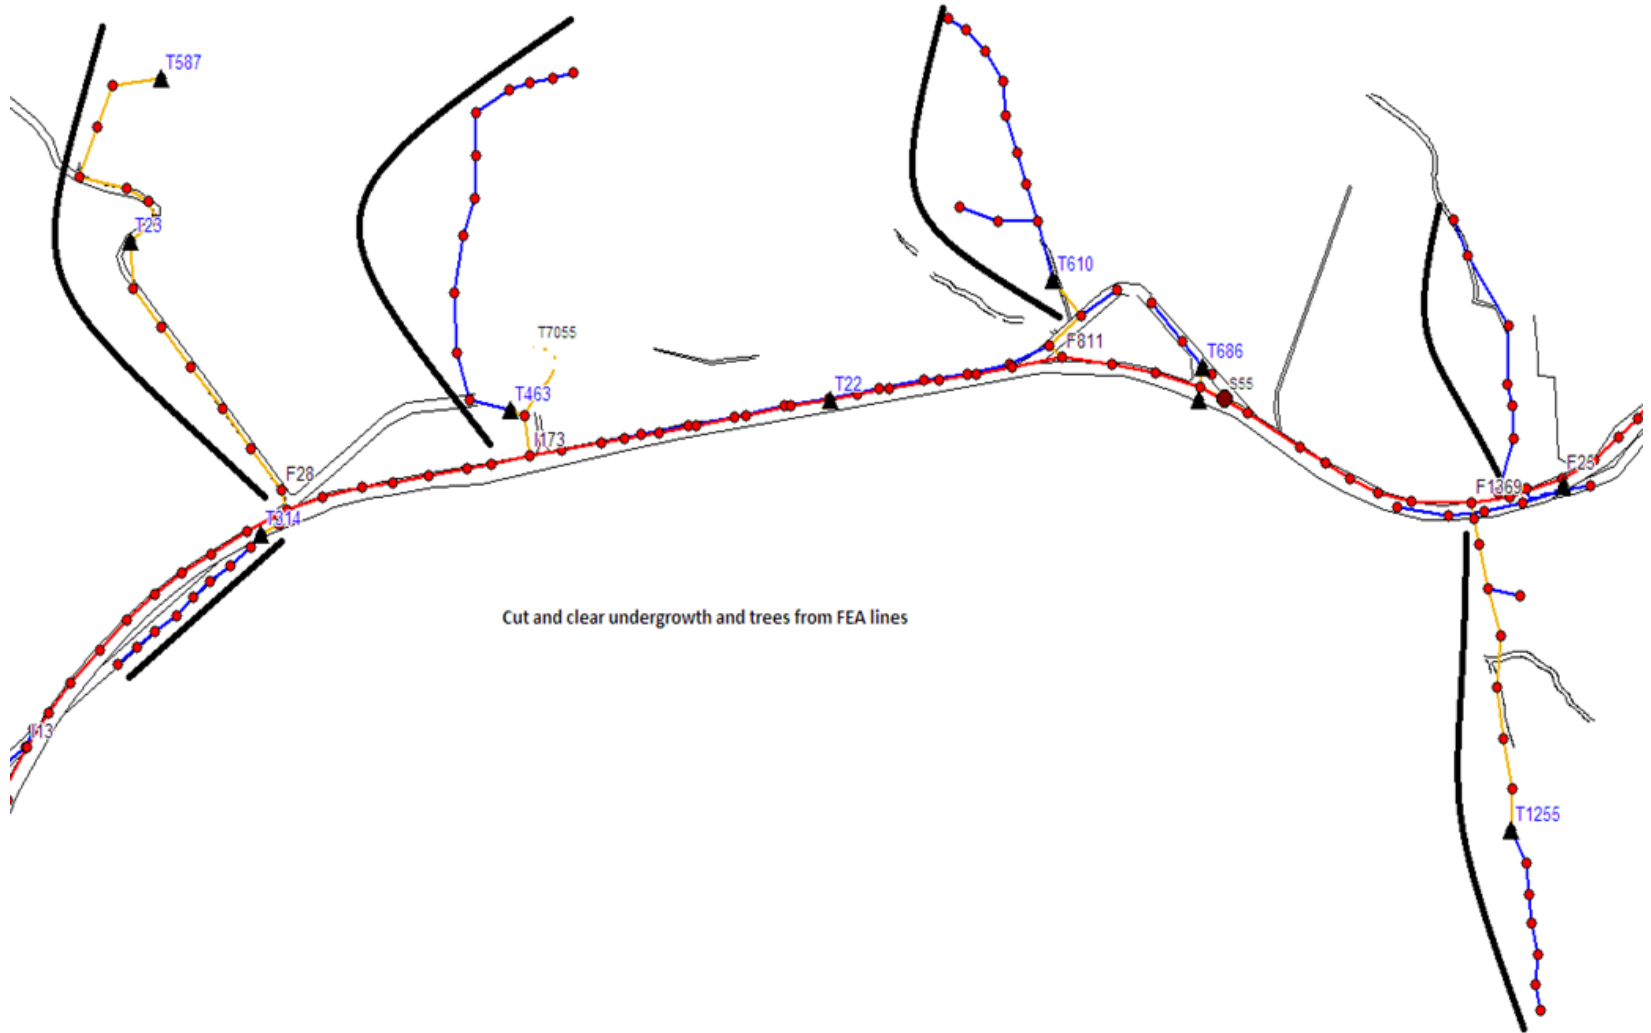 T587
T23
T610
T7055
F811
T686
S55
T22
T463
I173
F28
F25
F1369
T314
Cut and clear undergrowth and trees from FEA lines
T13
T1255